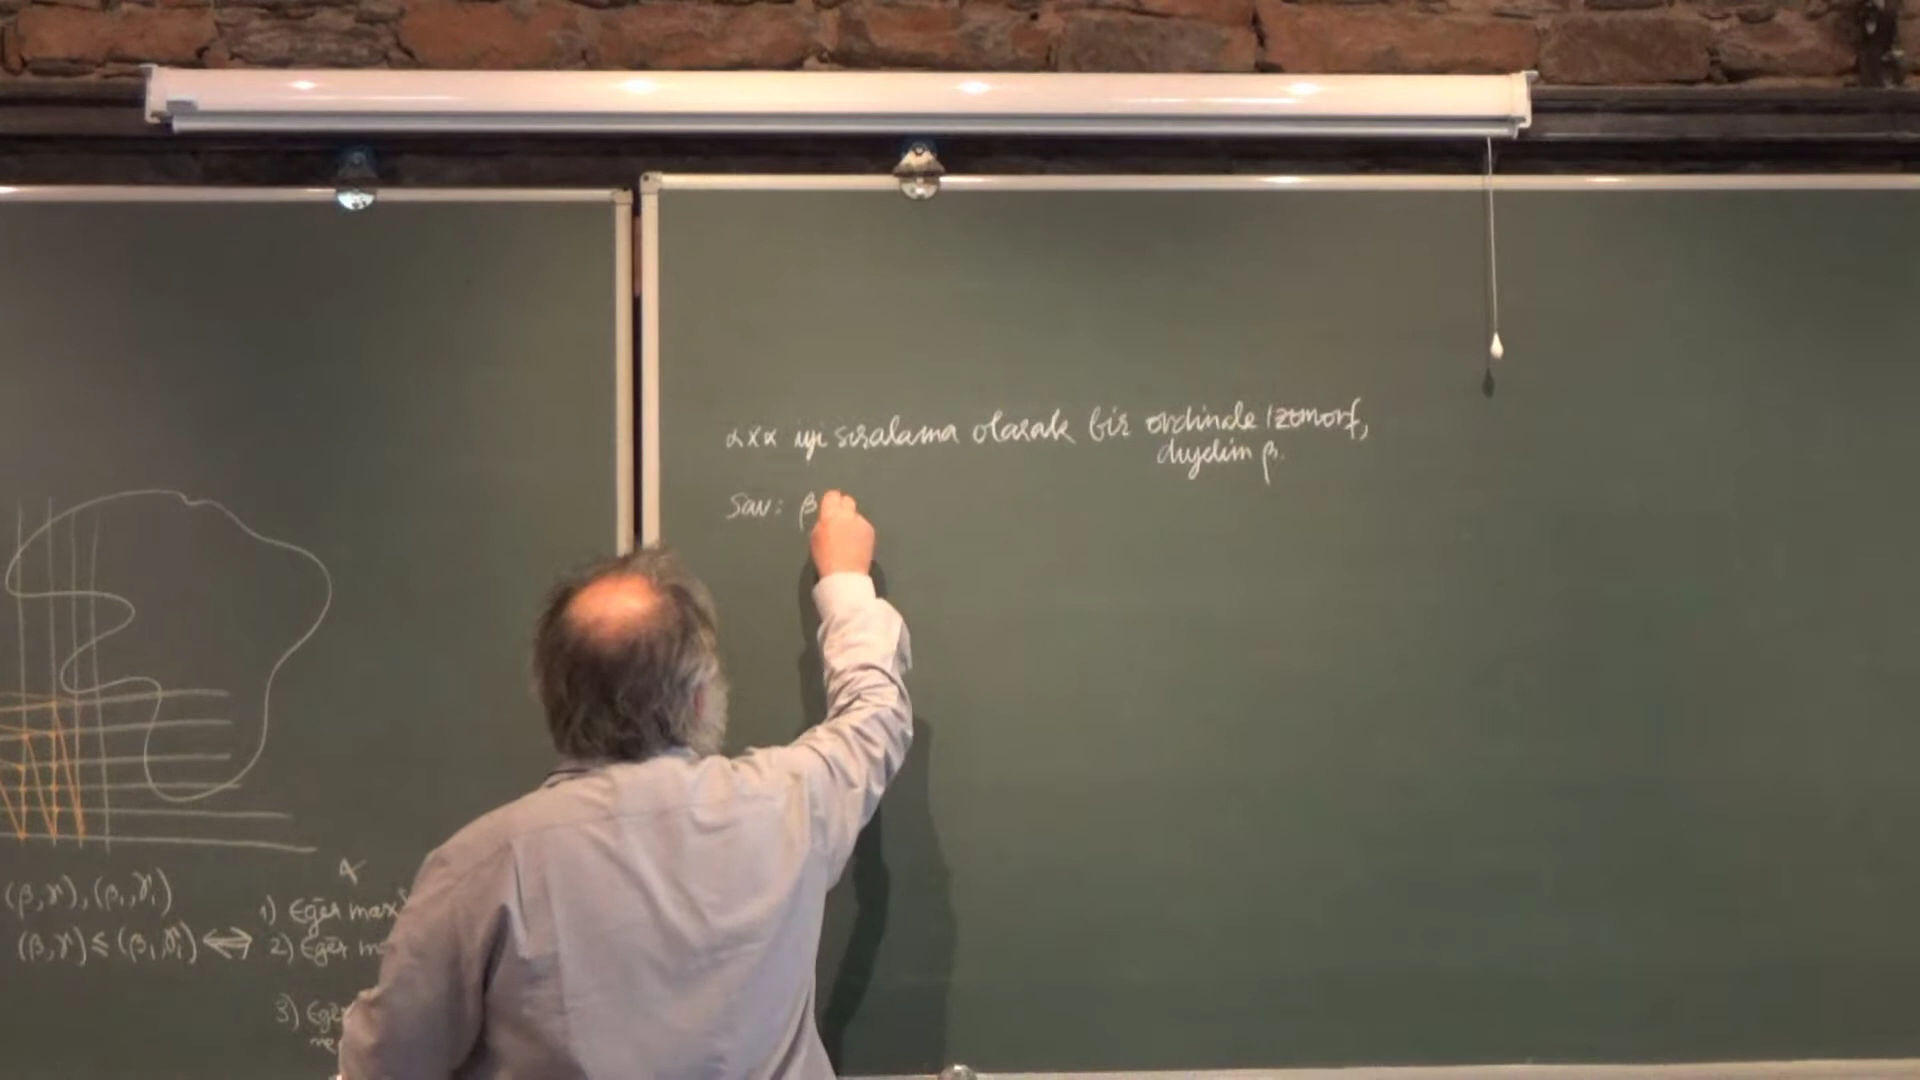 α
(β,γ),(β₁,γ₁)
(β,γ)≤(β₁,γ₁)⟺
1) Eğer max
2) Eğer m
3) Eğer
α×α iyi sıralama olarak bir ordinale izomorf,
diyelim β.
Sav: β